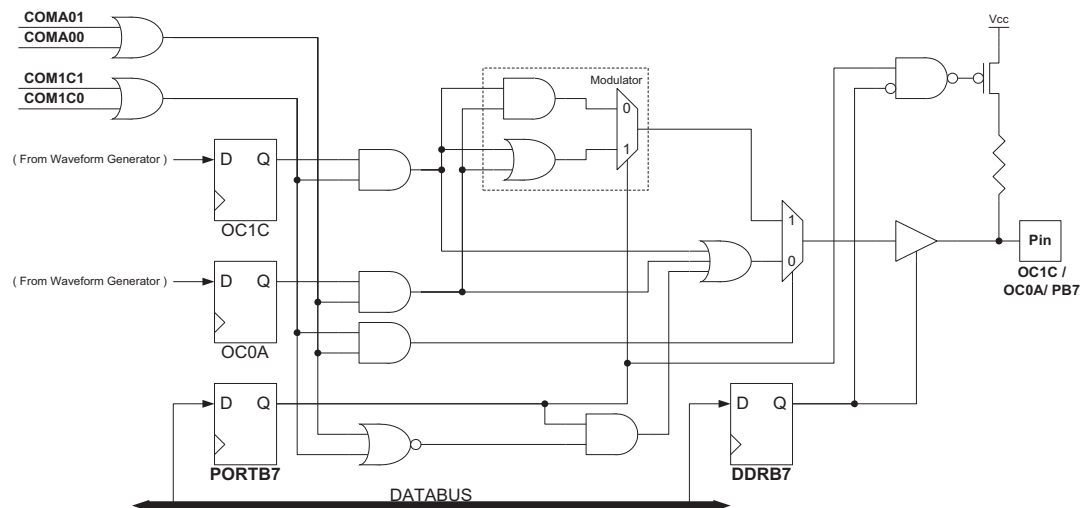 COMA01
COMA00
Vcc
COM1C1
COM1C0
Modulator
0
1
( From Waveform Generator )
D Q
OC1C
1
0
Pin
OC1C /
OC0A/ PB7
( From Waveform Generator )
D Q
OC0A
D Q
PORTB7
D Q
DDRB7
DATABUS